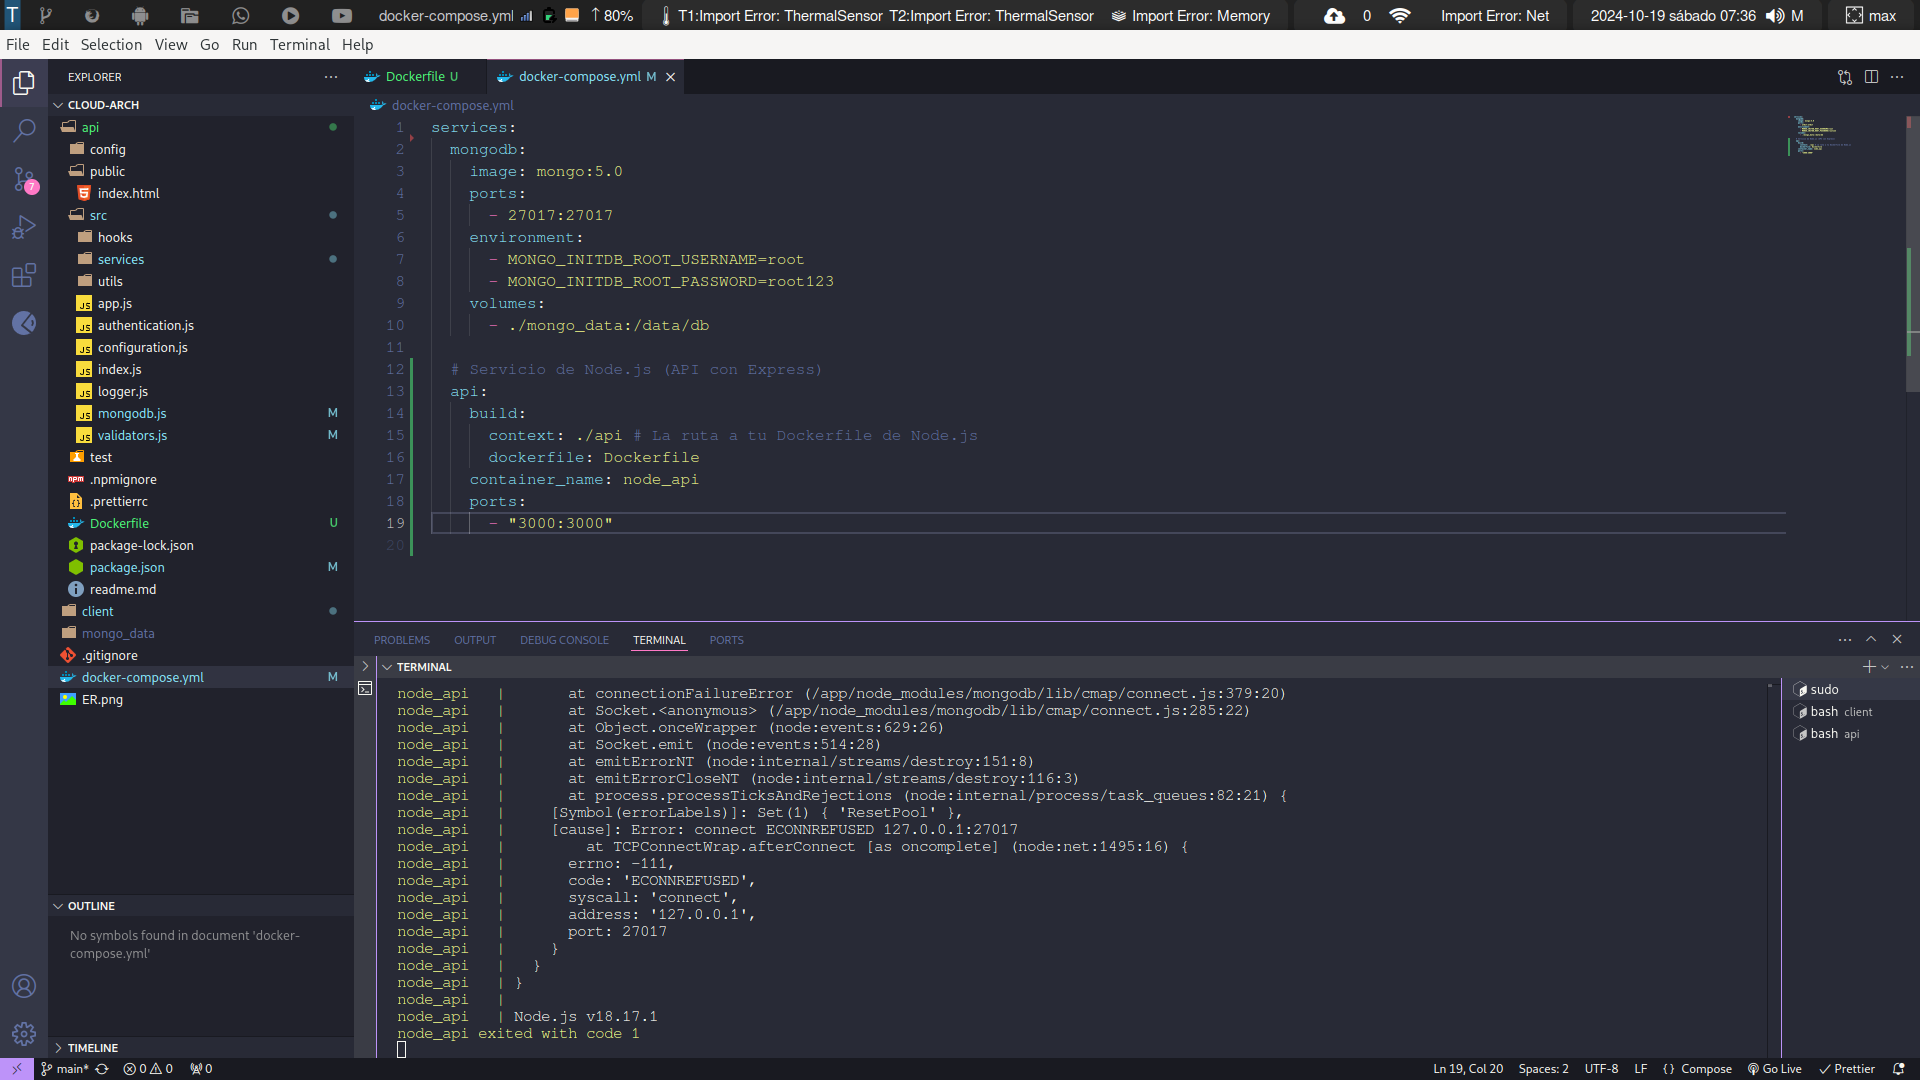 T docker-compose.yml ↑ 80% T1:Import Error: ThermalSensor T2:Import Error: ThermalSensor Import Error: Memory 0 Import Error: Net 2024-10-19 sábado 07:36 M max
File Edit Selection View Go Run Terminal Help
EXPLORER
CLOUD-ARCH
api
config
public
index.html
src
hooks
services
utils
app.js
authentication.js
configuration.js
index.js
logger.js
mongodb.js M
validators.js M
test
.npmignore
.prettierrc
Dockerfile U
package-lock.json
package.json M
readme.md
client
mongo_data
.gitignore
docker-compose.yml M
ER.png
7
OUTLINE
No symbols found in document 'docker-
compose.yml'
TIMELINE
Dockerfile U docker-compose.yml M
docker-compose.yml
1 services:
2 mongodb:
3 image: mongo:5.0
4 ports:
5 - 27017:27017
6 environment:
7 - MONGO_INITDB_ROOT_USERNAME=root
8 - MONGO_INITDB_ROOT_PASSWORD=root123
9 volumes:
10 - ./mongo_data:/data/db
11
12 # Servicio de Node.js (API con Express)
13 api:
14 build:
15 context: ./api # La ruta a tu Dockerfile de Node.js
16 dockerfile: Dockerfile
17 container_name: node_api
18 ports:
19 - "3000:3000"
20
PROBLEMS OUTPUT DEBUG CONSOLE TERMINAL PORTS
TERMINAL
node_api | at connectionFailureError (/app/node_modules/mongodb/lib/cmap/connect.js:379:20)
node_api | at Socket.<anonymous> (/app/node_modules/mongodb/lib/cmap/connect.js:285:22)
node_api | at Object.onceWrapper (node:events:629:26)
node_api | at Socket.emit (node:events:514:28)
node_api | at emitErrorNT (node:internal/streams/destroy:151:8)
node_api | at emitErrorCloseNT (node:internal/streams/destroy:116:3)
node_api | at process.processTicksAndRejections (node:internal/process/task_queues:82:21) {
node_api | [Symbol(errorLabels)]: Set(1) { 'ResetPool' },
node_api | [cause]: Error: connect ECONNREFUSED 127.0.0.1:27017
node_api | at TCPConnectWrap.afterConnect [as oncomplete] (node:net:1495:16) {
node_api | errno: -111,
node_api | code: 'ECONNREFUSED',
node_api | syscall: 'connect',
node_api | address: '127.0.0.1',
node_api | port: 27017
node_api | }
node_api | }
node_api | }
node_api |
node_api | Node.js v18.17.1
node_api exited with code 1
sudo
bash client
bash api
main* 0 0 0 Ln 19, Col 20 Spaces: 2 UTF-8 LF {} Compose Go Live Prettier